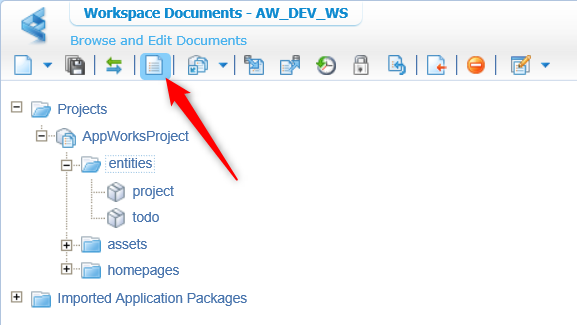 Workspace Documents - AW_DEV_WS
Browse and Edit Documents
Projects
AppWorksProject
entities
project
todo
assets
homepages
Imported Application Packages